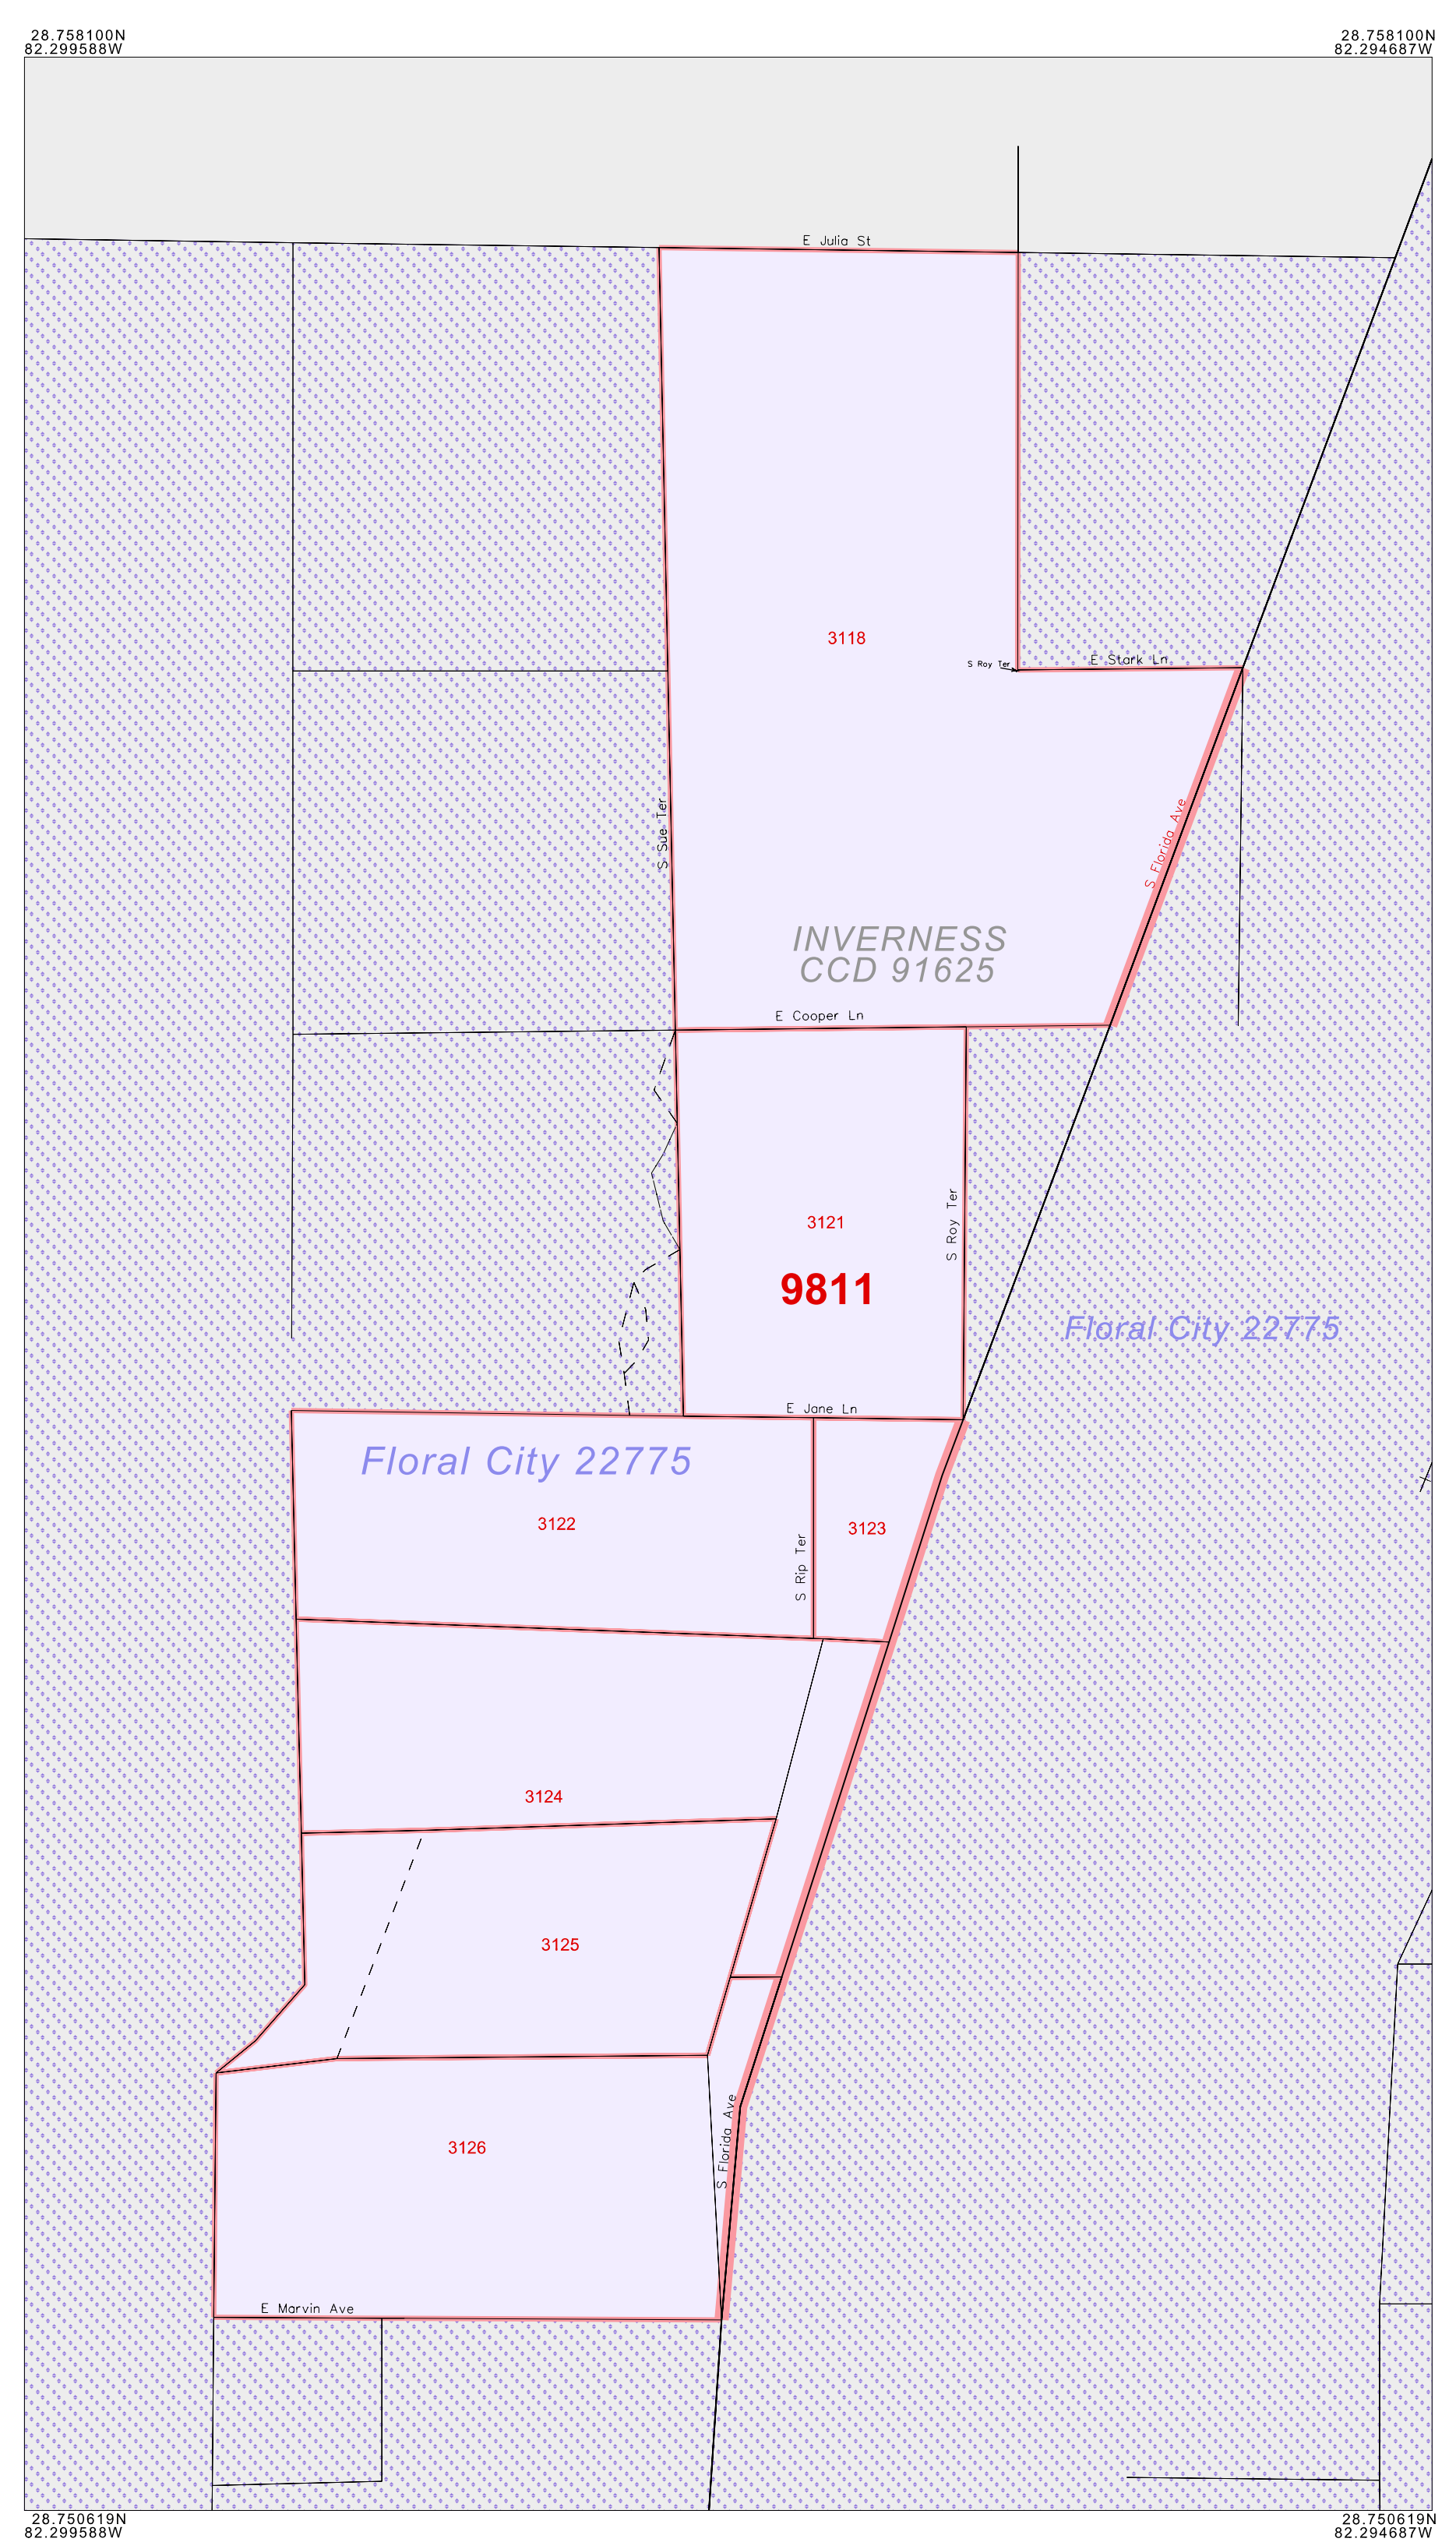 28.758100N
82.299588W
28.758100N
82.294687W
E Julia St
3118
S Roy Ter
E Stark Ln
S Sue Ter
S Florida Ave
INVERNESS
CCD 91625
E Cooper Ln
3121
S Roy Ter
9811
Floral City 22775
E Jane Ln
Floral City 22775
3122
3123
S Rip Ter
3124
3125
3126
S Florida Ave
E Marvin Ave
28.750619N
82.299588W
28.750619N
82.294687W